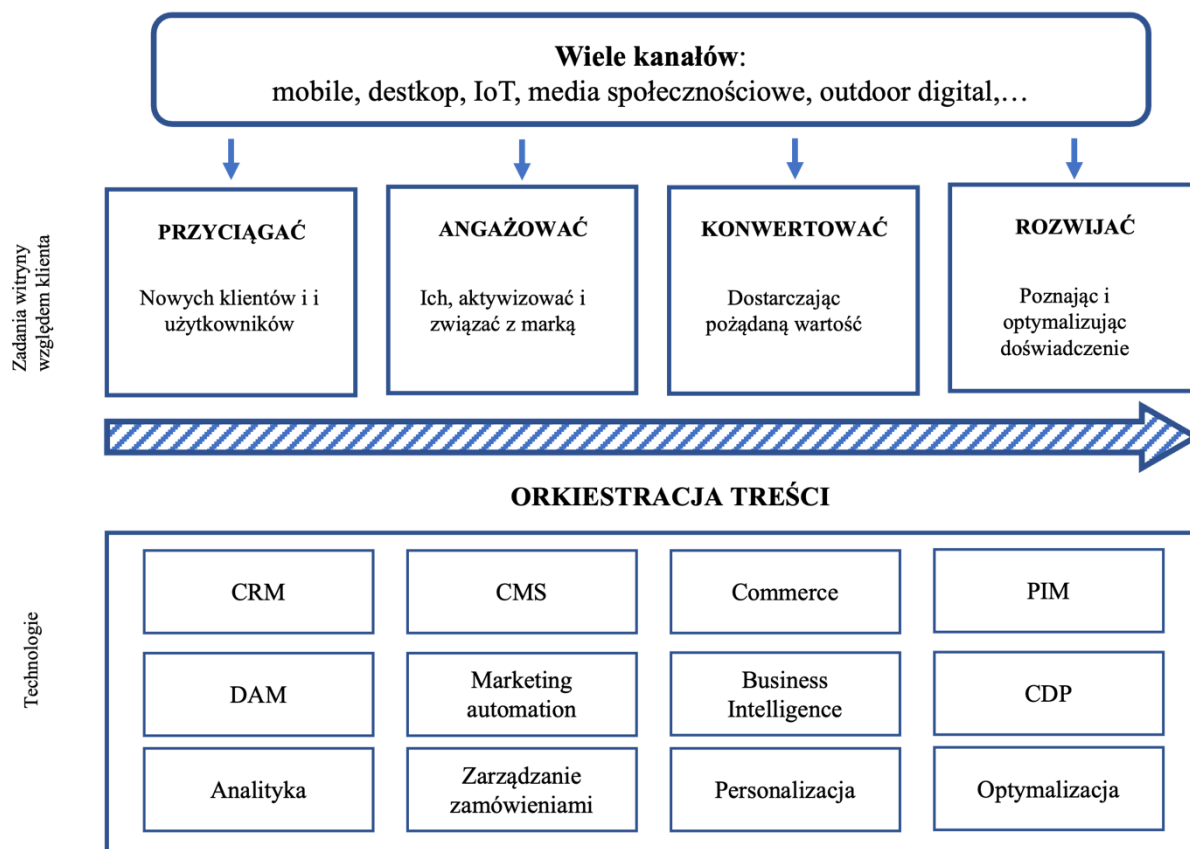 Wiele kanałów:
mobile, destkop, IoT, media społecznościowe, outdoor digital,…
Zadania witryny
względem klienta
PRZYCIĄGAĆ
Nowych klientów i i
użytkowników
ANGAŻOWAĆ
Ich, aktywizować i
związać z marką
KONWERTOWAĆ
Dostarczając
pożądaną wartość
ROZWIJAĆ
Poznając i
optymalizując
doświadczenie
ORKIESTRACJA TREŚCI
Technologie
CRM
CMS
Commerce
PIM
DAM
Marketing
automation
Business
Intelligence
CDP
Analityka
Zarządzanie
zamówieniami
Personalizacja
Optymalizacja